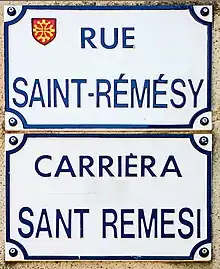 RUE
SAINT-RÉMÉSY
CARRIÈRA
SANT REMESI